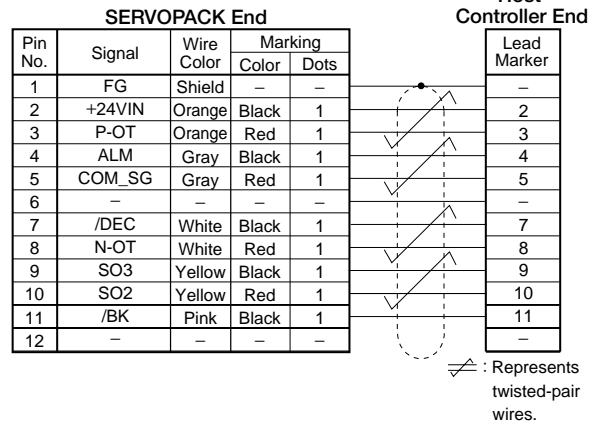 Host
SERVOPACK End
Controller End
Pin No. Signal Wire Color Marking Lead Marker
Color Dots
1 FG Shield – – –
2 +24VIN Orange Black 1 2
3 P-OT Orange Red 1 3
4 ALM Gray Black 1 4
5 COM_SG Gray Red 1 5
6 – – – – –
7 /DEC White Black 1 7
8 N-OT White Red 1 8
9 SO3 Yellow Black 1 9
10 SO2 Yellow Red 1 10
11 /BK Pink Black 1 11
12 – – – – –
: Represents
twisted-pair
wires.